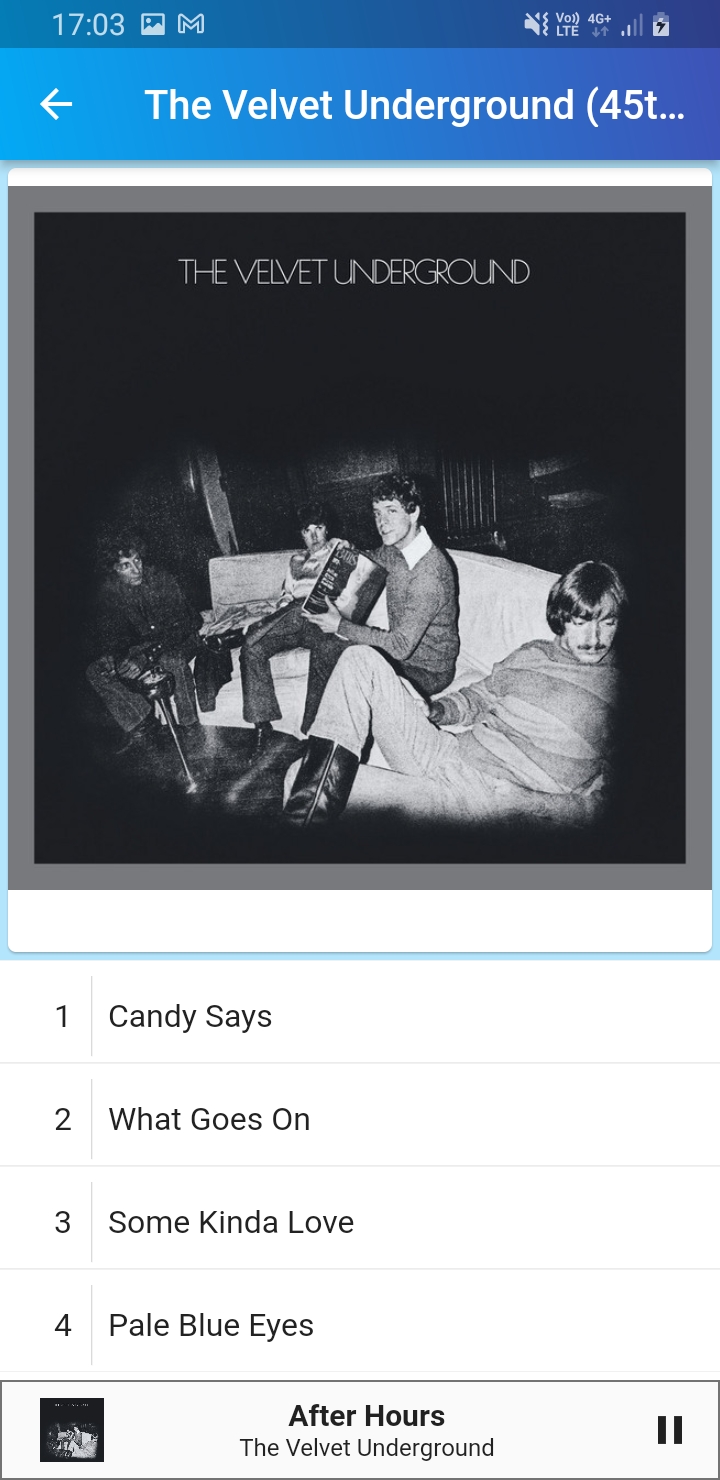 17:03
Vo)) LTE 4G+
The Velvet Underground (45t...
THE VELVET UNDERGROUND
1 Candy Says
2 What Goes On
3 Some Kinda Love
4 Pale Blue Eyes
After Hours
The Velvet Underground